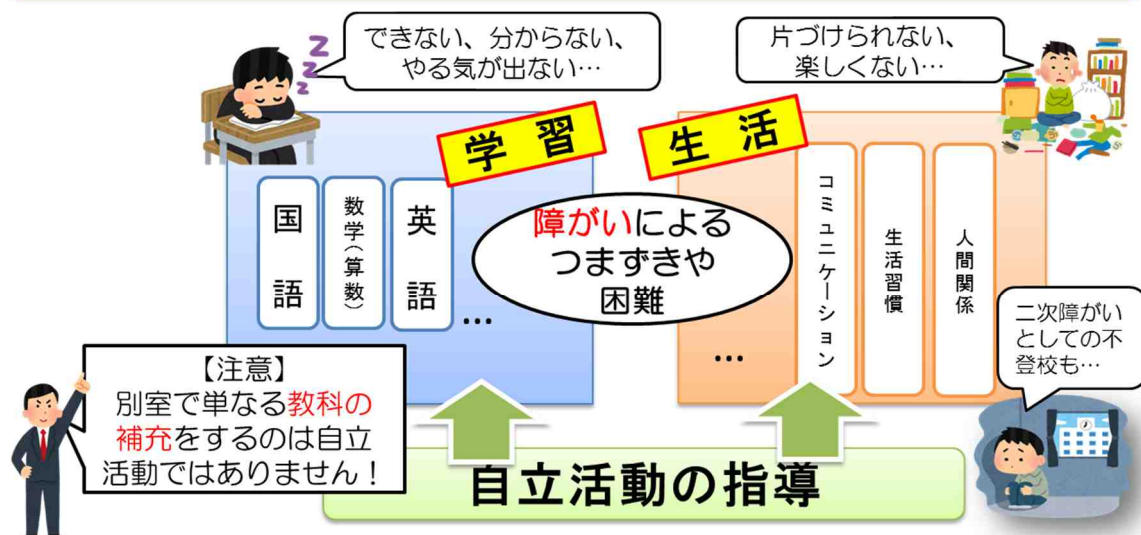 できない、分からない、
やる気が出ない…
片づけられない、
楽しくない…
学習
生活
国語
数学(算数)
英語
…
障がいによる
つまずきや
困難
…
コミュニケーション
生活習慣
人間関係
二次障がい
としての不
登校も…
【注意】
別室で単なる教科の
補充をするのは自立
活動ではありません！
自立活動の指導